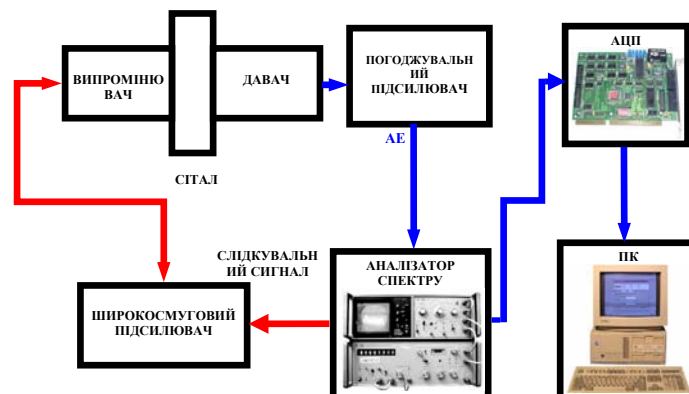 ВИПРОМІНЮ
ВАЧ
ДАВАЧ
СІТАЛ
ПОГОДЖУВАЛЬН
ИЙ
ПІДСИЛЮВАЧ
АЕ
АЦП
СЛІДКУВАЛЬН
ИЙ СИГНАЛ
ШИРОКОСМУГОВИЙ
ПІДСИЛЮВАЧ
АНАЛІЗАТОР
СПЕКТРУ
ПК